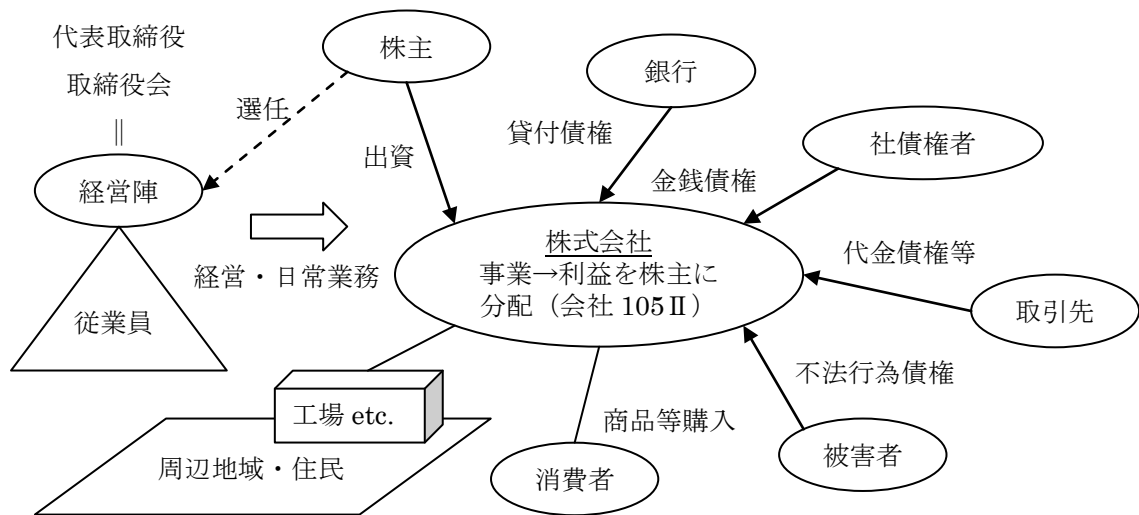 代表取締役
取締役会
||
経営陣
従業員
選任
株主
出資
経営・日常業務
銀行
貸付債権
社債権者
金銭債権
株式会社
事業→利益を株主に
分配（会社 105Ⅱ）
代金債権等
取引先
不法行為債権
被害者
商品等購入
消費者
工場 etc.
周辺地域・住民